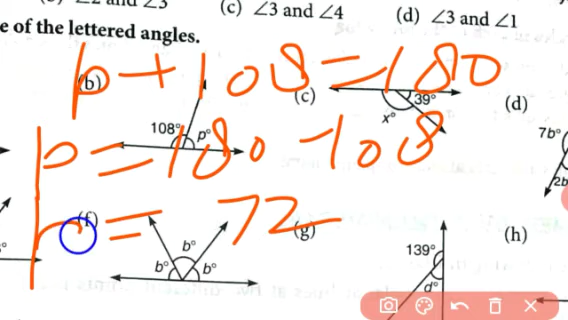 ∠3
(c) ∠3 and ∠4
(d) ∠3 and ∠1
e of the lettered angles.
p + 108 = 180
(b)
(c)
39°
x°
(d)
108°
p°
7b°
p = 180 - 108
2b
p = 72
(f)
b°
b°
b°
(g)
139°
d°
(h)